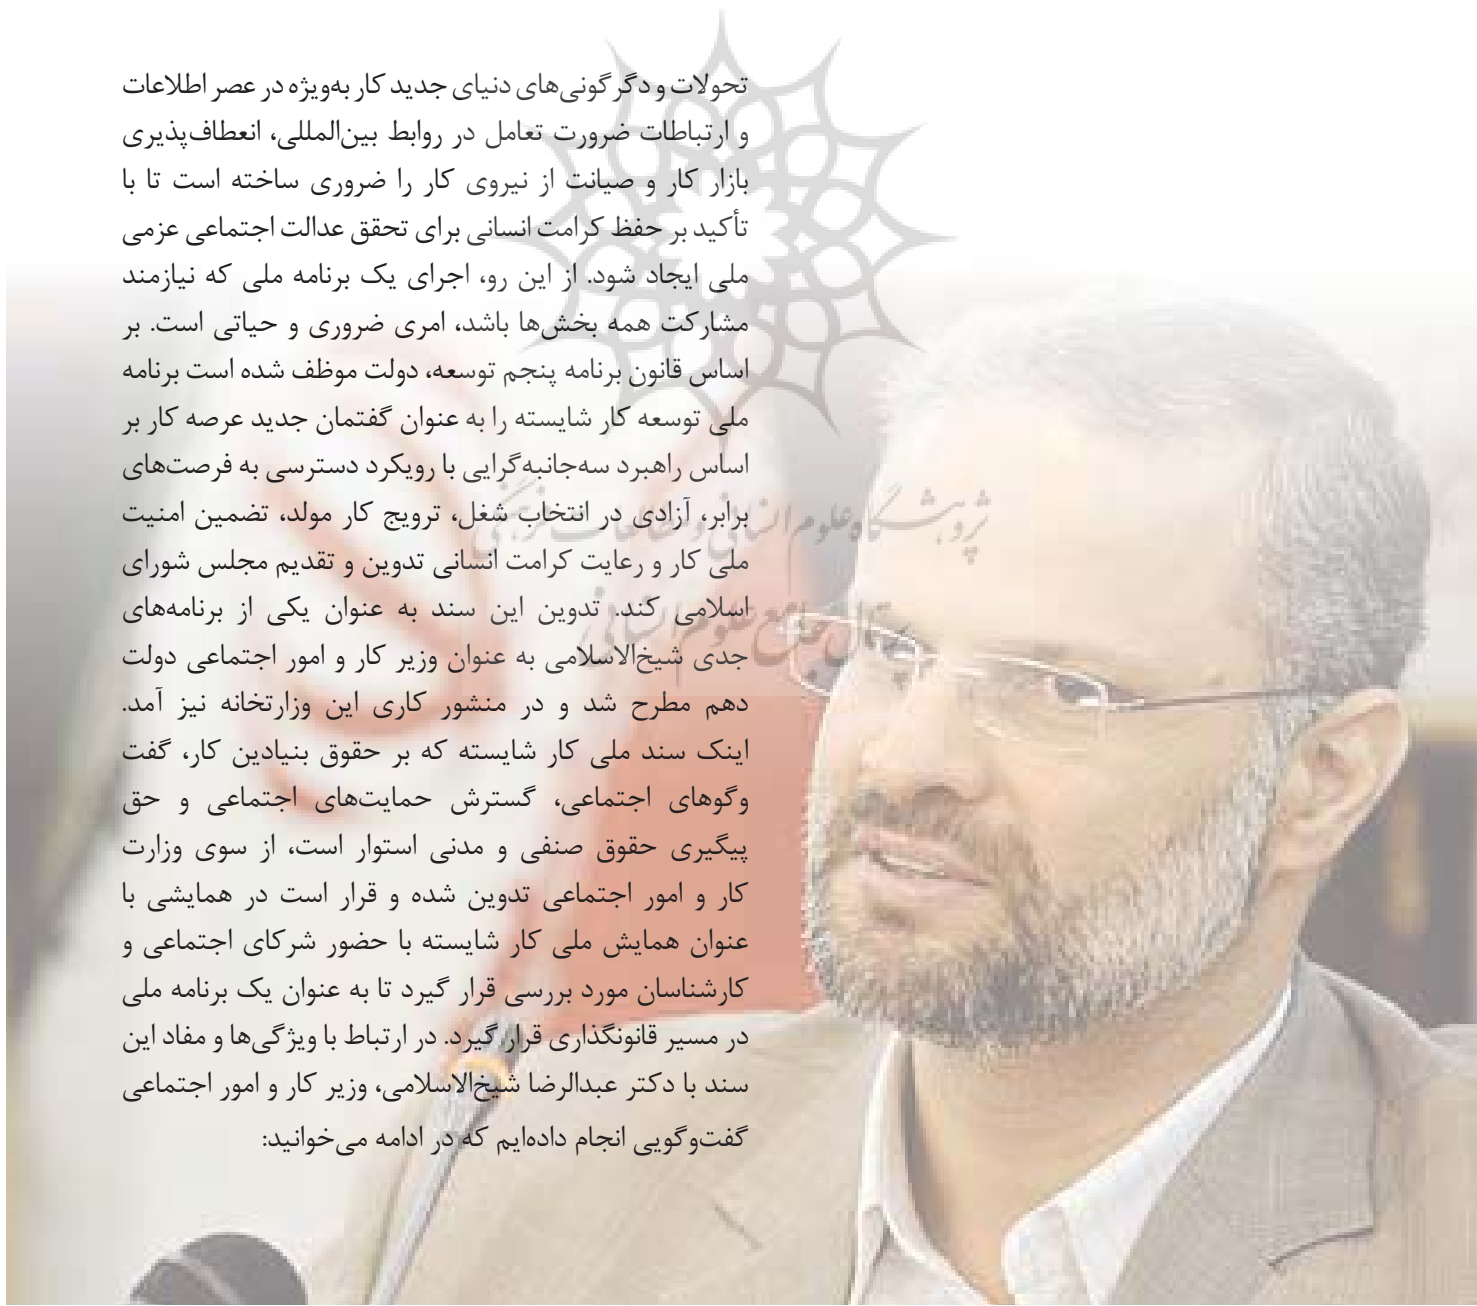 تحولات و دگرگونی‌های دنیای جدید کار به‌ویژه در عصر اطلاعات
و ارتباطات ضرورت تعامل در روابط بین‌المللی، انعطاف‌پذیری
بازار کار و صیانت از نیروی کار را ضروری ساخته است تا با
تأکید بر حفظ کرامت انسانی برای تحقق عدالت اجتماعی عزمی
ملی ایجاد شود. از این رو، اجرای یک برنامه ملی که نیازمند
مشارکت همه بخش‌ها باشد، امری ضروری و حیاتی است. بر
اساس قانون برنامه پنجم توسعه، دولت موظف شده است برنامه
ملی توسعه کار شایسته را به عنوان گفتمان جدید عرصه کار بر
اساس راهبرد سه‌جانبه‌گرایی با رویکرد دسترسی به فرصت‌های
برابر، آزادی در انتخاب شغل، ترویج کار مولد، تضمین امنیت
ملی کار و رعایت کرامت انسانی تدوین و تقدیم مجلس شورای
اسلامی کند. تدوین این سند به عنوان یکی از برنامه‌های
جدی شیخ‌الاسلامی به عنوان وزیر کار و امور اجتماعی دولت
دهم مطرح شد و در منشور کاری این وزارتخانه نیز آمد.
اینک سند ملی کار شایسته که بر حقوق بنیادین کار، گفت
وگوهای اجتماعی، گسترش حمایت‌های اجتماعی و حق
پیگیری حقوق صنفی و مدنی استوار است، از سوی وزارت
کار و امور اجتماعی تدوین شده و قرار است در همایشی با
عنوان همایش ملی کار شایسته با حضور شرکای اجتماعی و
کارشناسان مورد بررسی قرار گیرد تا به عنوان یک برنامه ملی
در مسیر قانونگذاری قرار گیرد. در ارتباط با ویژگی‌ها و مفاد این
سند با دکتر عبدالرضا شیخ‌الاسلامی، وزیر کار و امور اجتماعی
گفت‌وگویی انجام داده‌ایم که در ادامه می‌خوانید:
پژوهشگاه علوم انسانی و مطالعات فرهنگی
پرتال جامع علوم انسانی